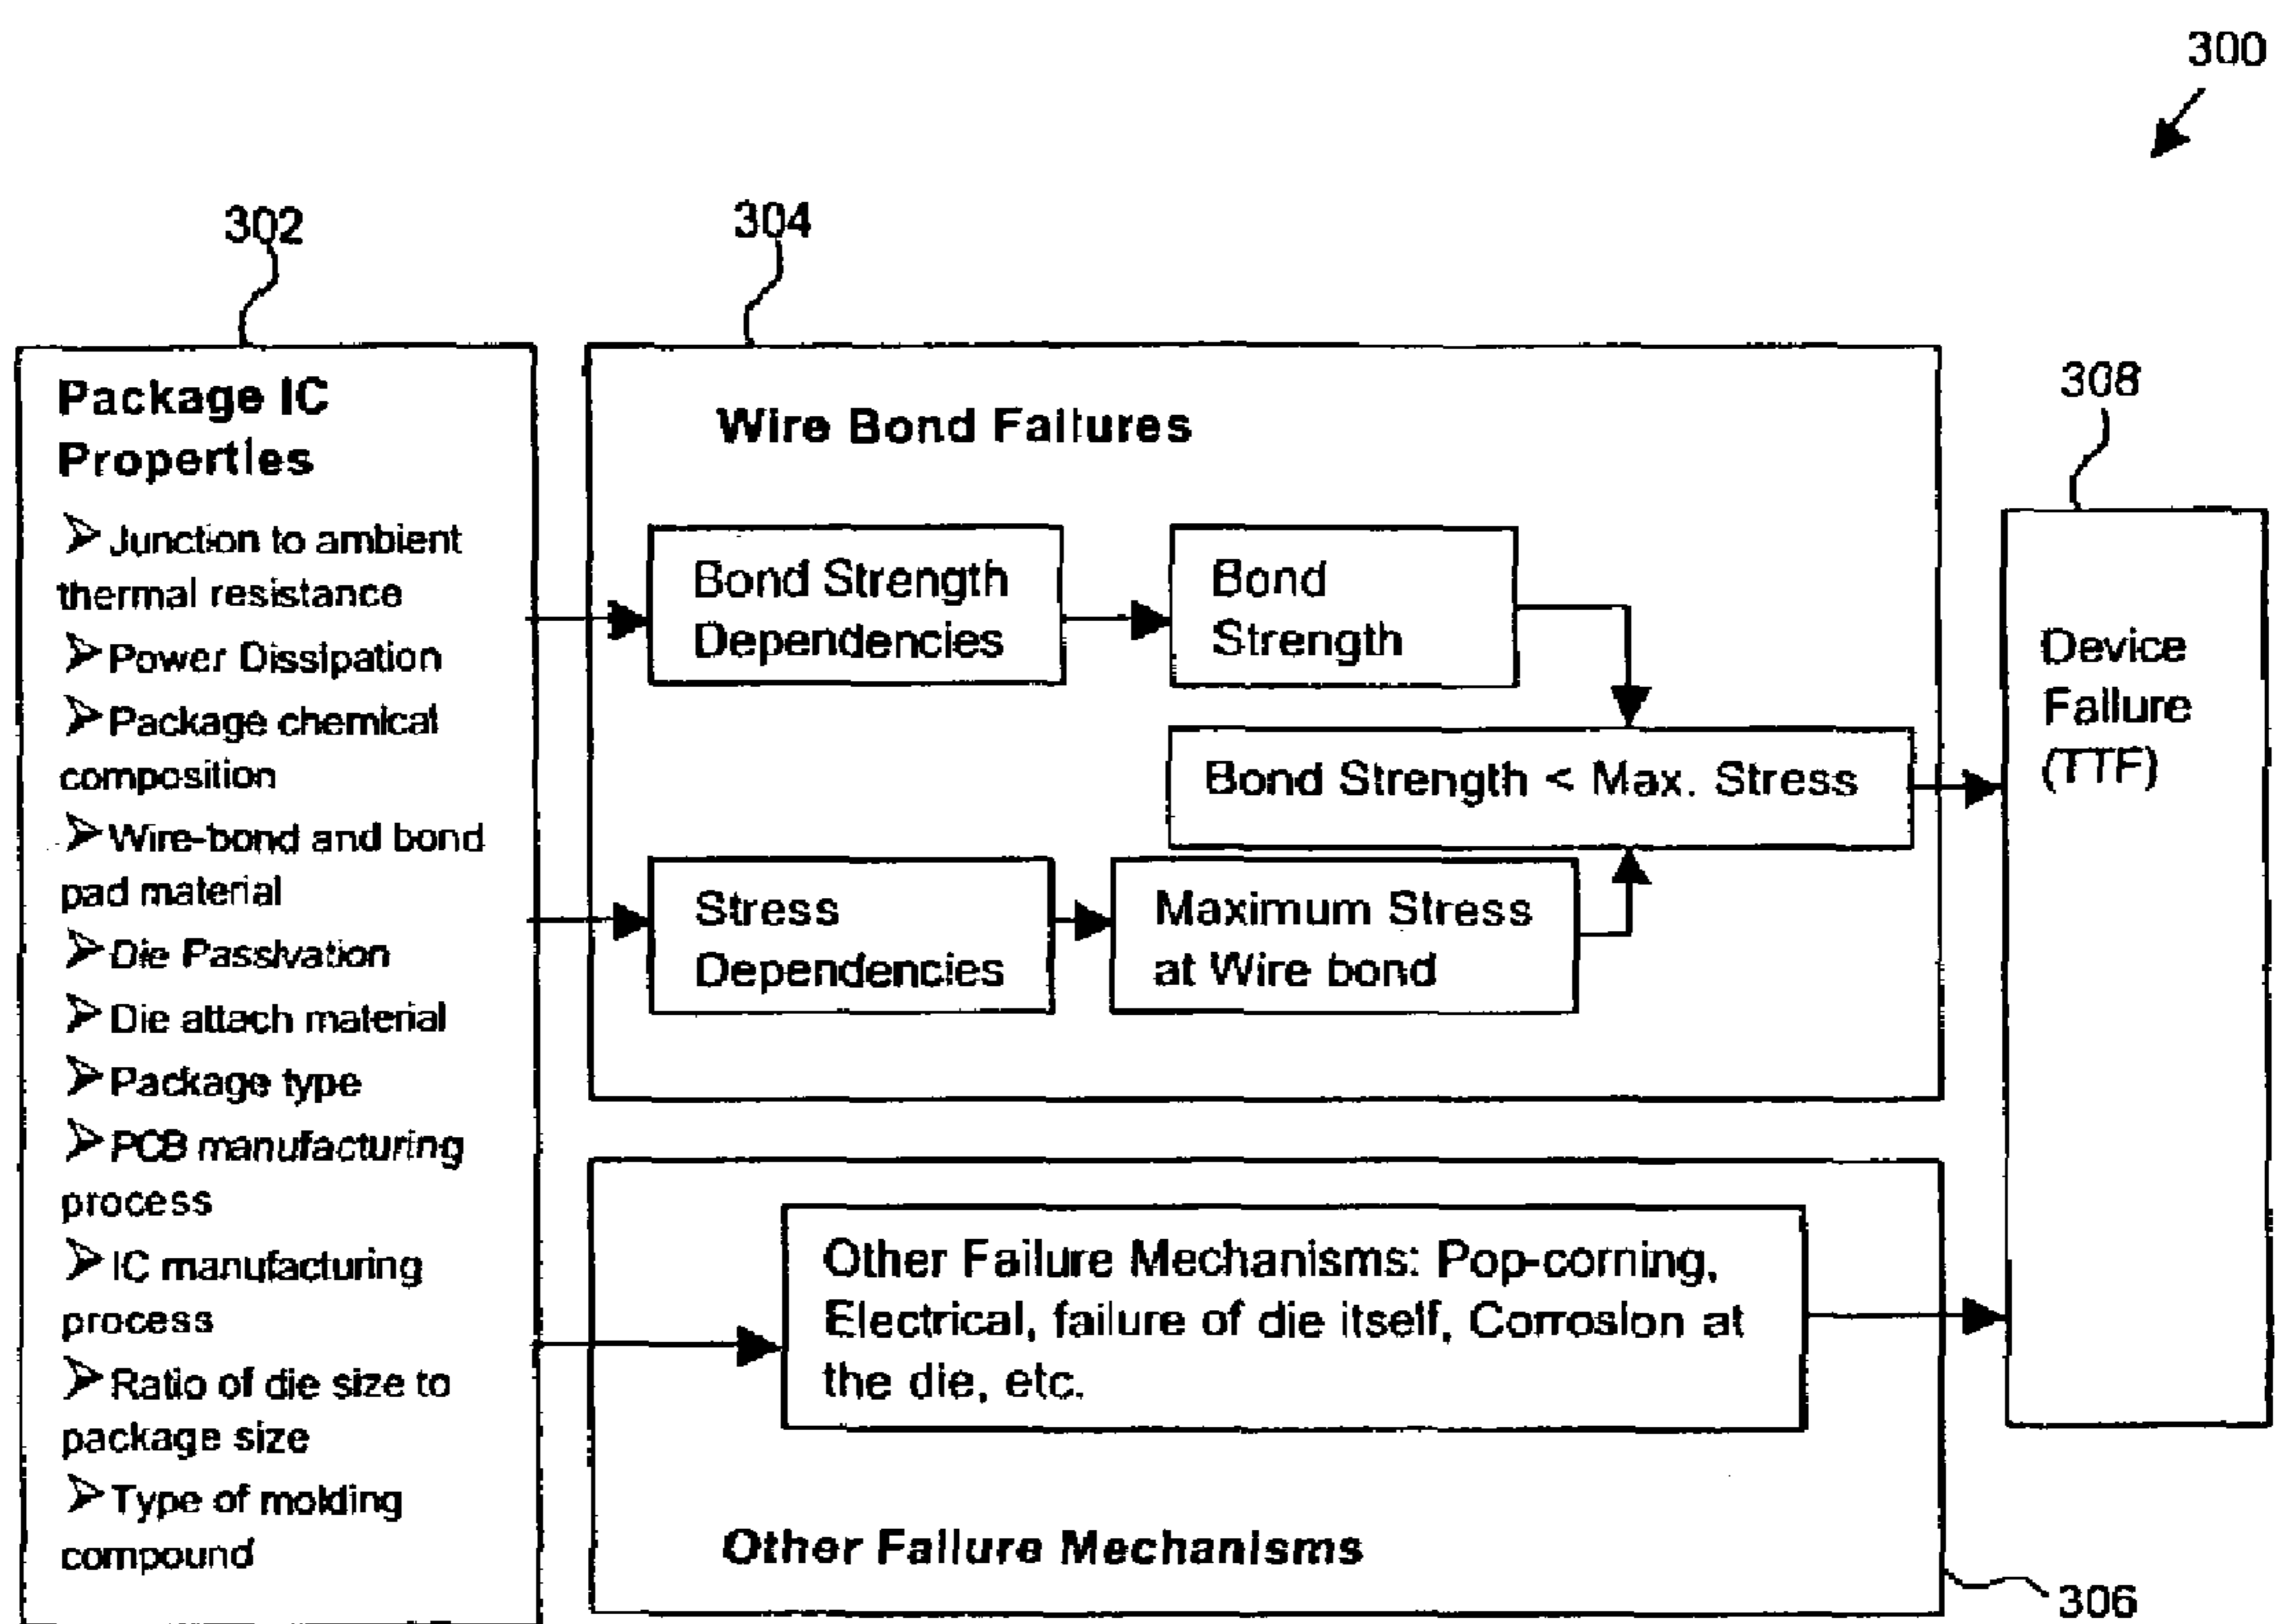 300
302
304
308
Package IC
Properties
➢ Junction to ambient
thermal resistance
➢ Power Dissipation
➢ Package chemical
composition
➢ Wire-bond and bond
pad material
➢ Die Passivation
➢ Die attach material
➢ Package type
➢ PCB manufacturing
process
➢ IC manufacturing
process
➢ Ratio of die size to
package size
➢ Type of molding
compound
Wire Bond Failures
Bond Strength
Dependencies
Bond
Strength
Bond Strength < Max. Stress
Stress
Dependencies
Maximum Stress
at Wire bond
Other Failure Mechanisms: Pop-corning,
Electrical, failure of die itself, Corrosion at
the die, etc.
Other Failure Mechanisms
306
Device
Failure
(TTF)